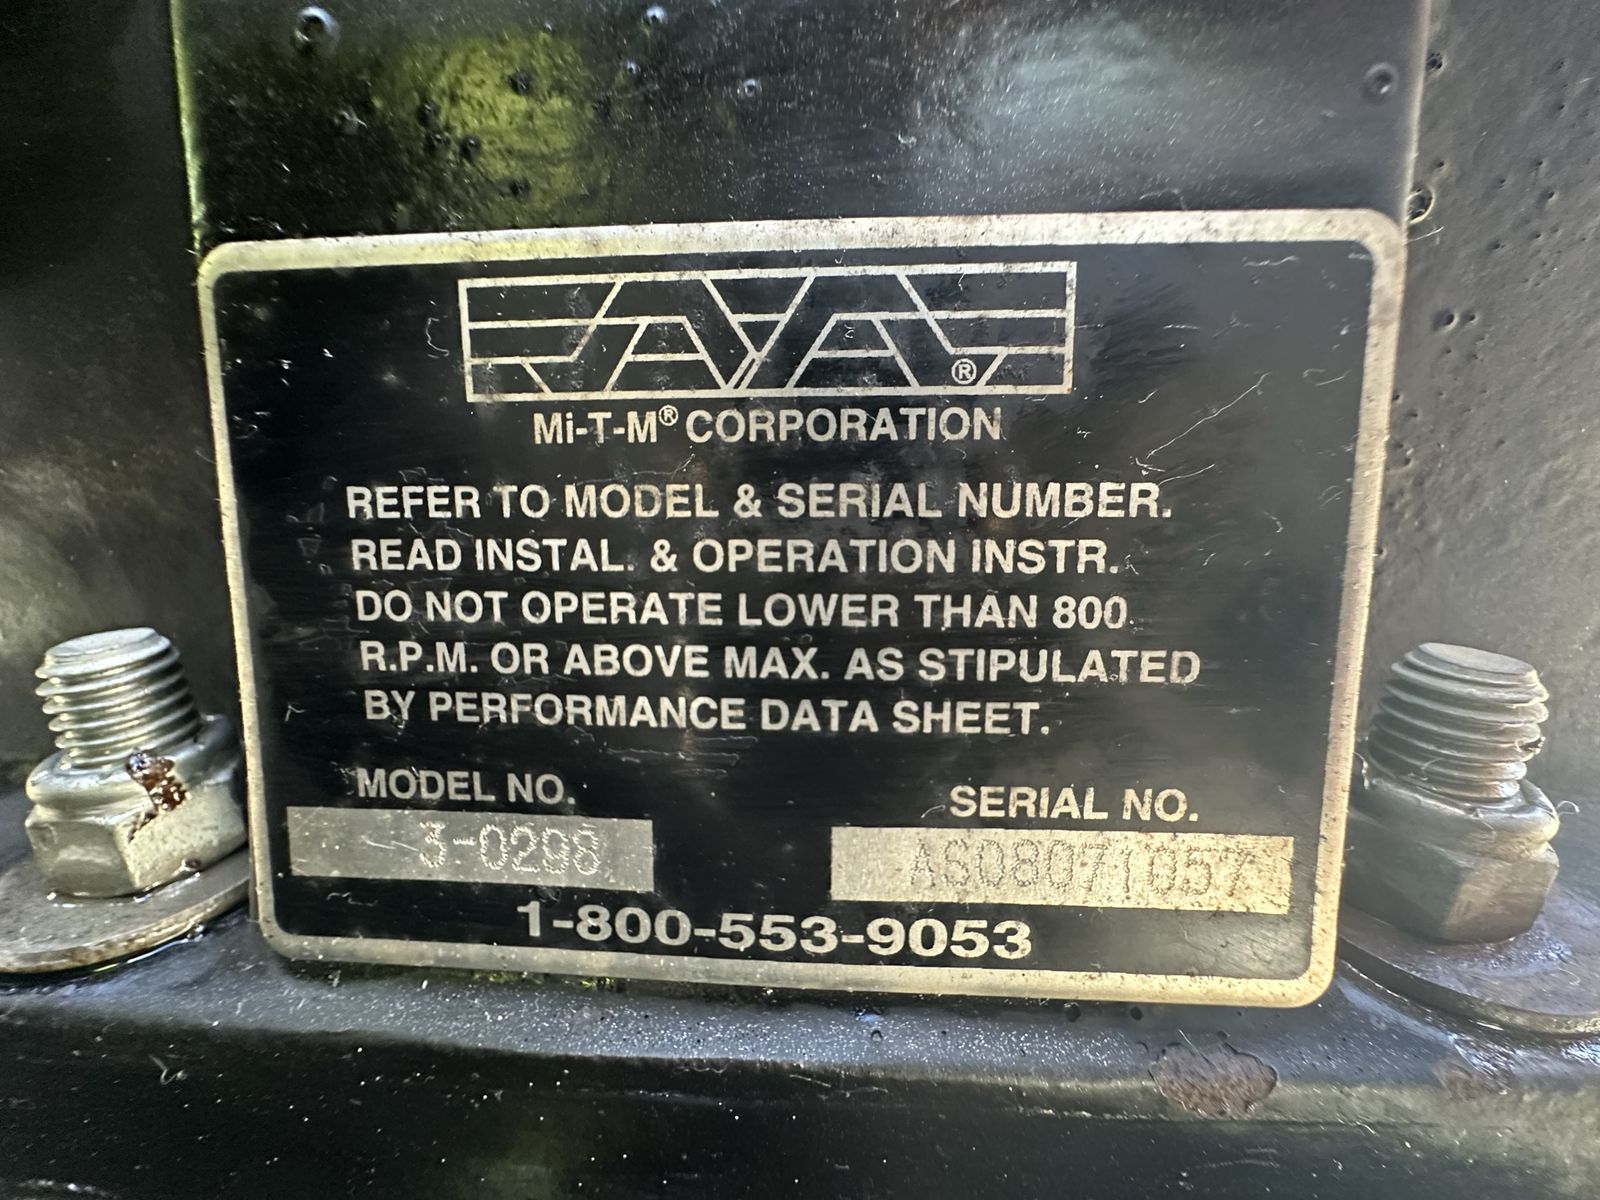 ®
Mi-T-M® CORPORATION
REFER TO MODEL & SERIAL NUMBER.
READ INSTAL. & OPERATION INSTR.
DO NOT OPERATE LOWER THAN 800
R.P.M. OR ABOVE MAX. AS STIPULATED
BY PERFORMANCE DATA SHEET.
MODEL NO. SERIAL NO.
3-0298 AS08071057
1-800-553-9053